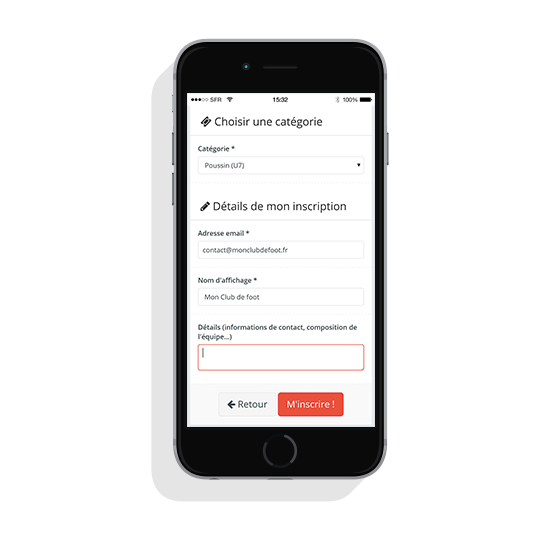 SFR 15:32 100%
Choisir une catégorie
Catégorie *
Poussin (U7)
Détails de mon inscription
Adresse email *
contact@monclubdefoot.fr
Nom d'affichage *
Mon Club de foot
Détails (informations de contact, composition de
l'équipe...)
Retour M'inscrire !